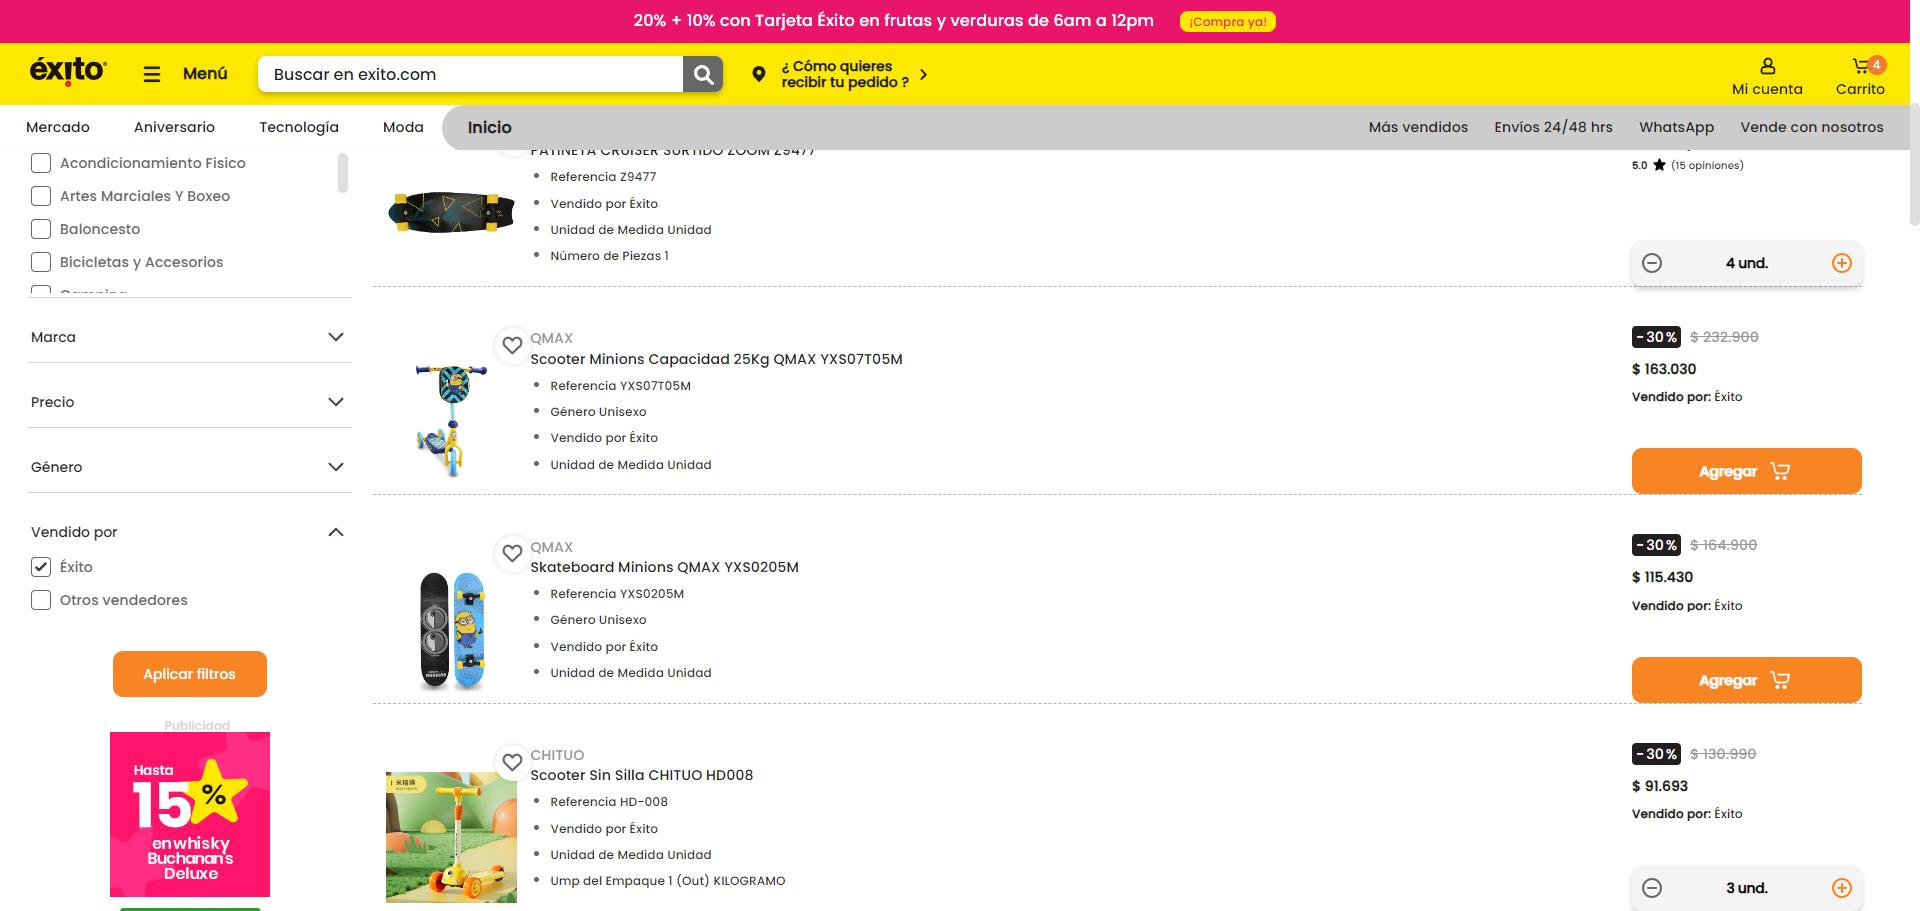 20% + 10% con Tarjeta Éxito en frutas y verduras de 6am a 12pm
¡Compra ya!
éxito
Menú
Buscar en exito.com
¿ Cómo quieres
recibir tu pedido ?
Mi cuenta
4
Carrito
Mercado
Aniversario
Tecnología
Moda
Inicio
Más vendidos
Envíos 24/48 hrs
WhatsApp
Vende con nosotros
Acondicionamiento Fisico
Artes Marciales Y Boxeo
Baloncesto
Bicicletas y Accesorios
Camping
Marca
Precio
Género
Vendido por
Éxito
Otros vendedores
Aplicar filtros
Publicidad
Hasta
15%
en whisky
Buchanan's
Deluxe
PATINETA CRUISER SURTIDO ZOOM Z9477
Referencia Z9477
Vendido por Éxito
Unidad de Medida Unidad
Número de Piezas 1
5.0 (15 opiniones)
4 und.
QMAX
Scooter Minions Capacidad 25Kg QMAX YXS07T05M
Referencia YXS07T05M
Género Unisexo
Vendido por Éxito
Unidad de Medida Unidad
-30% $ 232.900
$ 163.030
Vendido por: Éxito
Agregar
QMAX
Skateboard Minions QMAX YXS0205M
Referencia YXS0205M
Género Unisexo
Vendido por Éxito
Unidad de Medida Unidad
-30% $ 164.900
$ 115.430
Vendido por: Éxito
Agregar
CHITUO
Scooter Sin Silla CHITUO HD008
Referencia HD-008
Vendido por Éxito
Unidad de Medida Unidad
Ump del Empaque 1 (Out) KILOGRAMO
-30% $ 130.990
$ 91.693
Vendido por: Éxito
3 und.